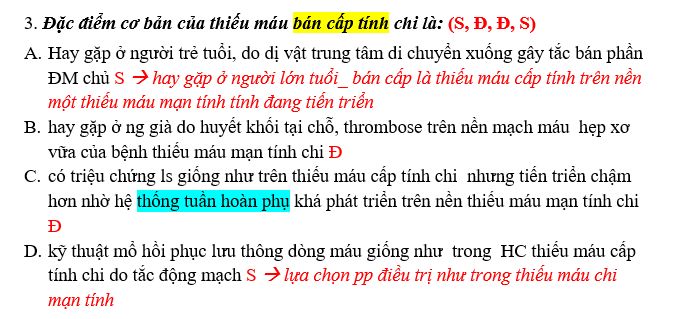 3. Đặc điểm cơ bản của thiếu máu bán cấp tính chi là: (S, Đ, Đ, S)
A. Hay gặp ở người trẻ tuổi, do dị vật trung tâm di chuyển xuống gây tắc bán phần
ĐM chủ S → hay gặp ở người lớn tuổi_ bán cấp là thiếu máu cấp tính trên nền
một thiếu máu mạn tính tính đang tiến triển
B. hay gặp ở ng già do huyết khối tại chỗ, thrombose trên nền mạch máu hẹp xơ
vữa của bệnh thiếu máu mạn tính chi Đ
C. có triệu chứng ls giống như trên thiếu máu cấp tính chi nhưng tiến triển chậm
hơn nhờ hệ thống tuần hoàn phụ khá phát triển trên nền thiếu máu mạn tính chi
Đ
D. kỹ thuật mổ hồi phục lưu thông dòng máu giống như trong HC thiếu máu cấp
tính chi do tắc động mạch S → lựa chọn pp điều trị như trong thiếu máu chi
mạn tính